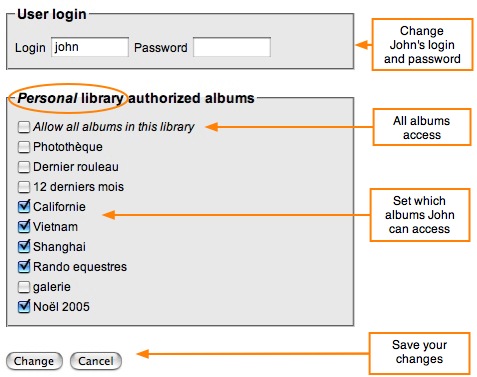 User login
Login john Password
Change
John's login
and password
Personal library authorized albums
Allow all albums in this library
All albums
access
Photothèque
Dernier rouleau
12 derniers mois
Californie
Set which
albums John
can access
Vietnam
Shanghai
Rando equestres
galerie
Noël 2005
Change Cancel
Save your
changes